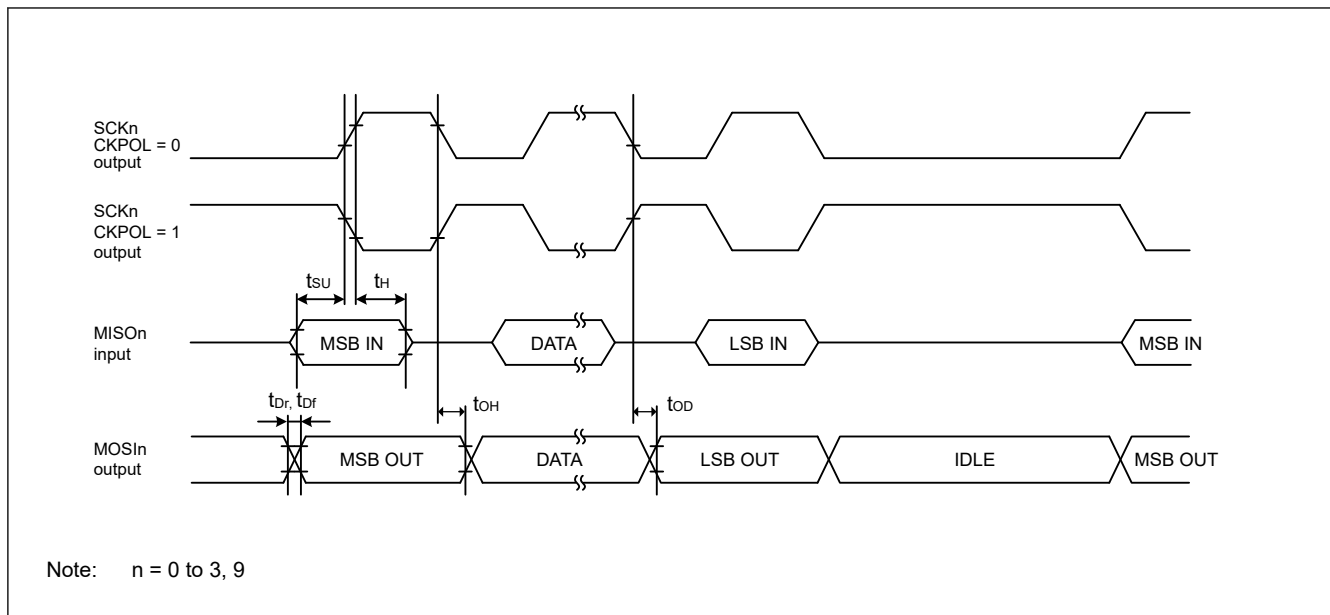 SCKn
CKPOL = 0
output
SCKn
CKPOL = 1
output
tSU
tH
MISOn
input
MSB IN
DATA
LSB IN
MSB IN
tDr, tDf
tOH
tOD
MOSIn
output
MSB OUT
DATA
LSB OUT
IDLE
MSB OUT
Note: n = 0 to 3, 9